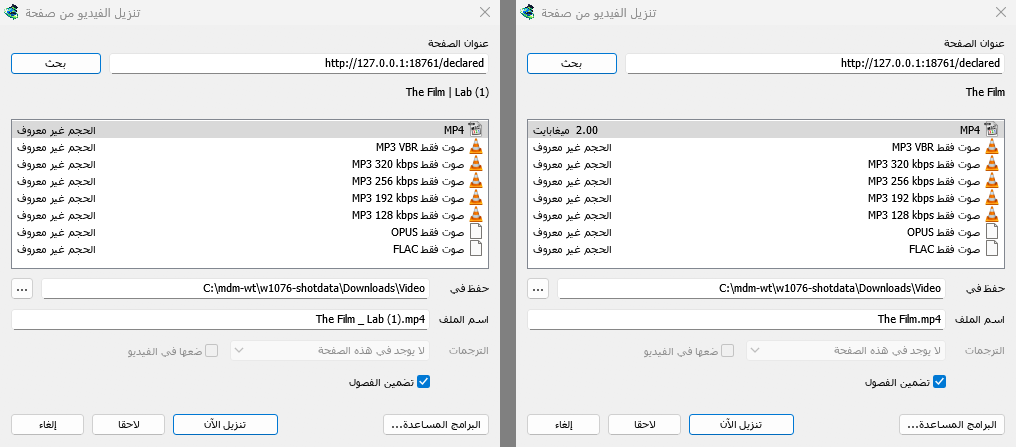 تنزيل الفيديو من صفحة
عنوان الصفحة
http://127.0.0.1:18761/declared
بحث
The Film | Lab (1)
MP4 الحجم غير معروف
صوت فقط MP3 VBR الحجم غير معروف
صوت فقط MP3 320 kbps الحجم غير معروف
صوت فقط MP3 256 kbps الحجم غير معروف
صوت فقط MP3 192 kbps الحجم غير معروف
صوت فقط MP3 128 kbps الحجم غير معروف
صوت فقط OPUS الحجم غير معروف
صوت فقط FLAC الحجم غير معروف
حفظ في C:\mdm-wt\w1076-shotdata\Downloads\Video ...
اسم الملف The Film _ Lab (1).mp4
الترجمات لا يوجد في هذه الصفحة ضعها في الفيديو
تضمين الفصول
البرامج المساعدة... تنزيل الآن لاحقا إلغاء
تنزيل الفيديو من صفحة
عنوان الصفحة
http://127.0.0.1:18761/declared
بحث
The Film
MP4 2.00 ميغابايت
صوت فقط MP3 VBR الحجم غير معروف
صوت فقط MP3 320 kbps الحجم غير معروف
صوت فقط MP3 256 kbps الحجم غير معروف
صوت فقط MP3 192 kbps الحجم غير معروف
صوت فقط MP3 128 kbps الحجم غير معروف
صوت فقط OPUS الحجم غير معروف
صوت فقط FLAC الحجم غير معروف
حفظ في C:\mdm-wt\w1076-shotdata\Downloads\Video ...
اسم الملف The Film.mp4
الترجمات لا يوجد في هذه الصفحة ضعها في الفيديو
تضمين الفصول
البرامج المساعدة... تنزيل الآن لاحقا إلغاء